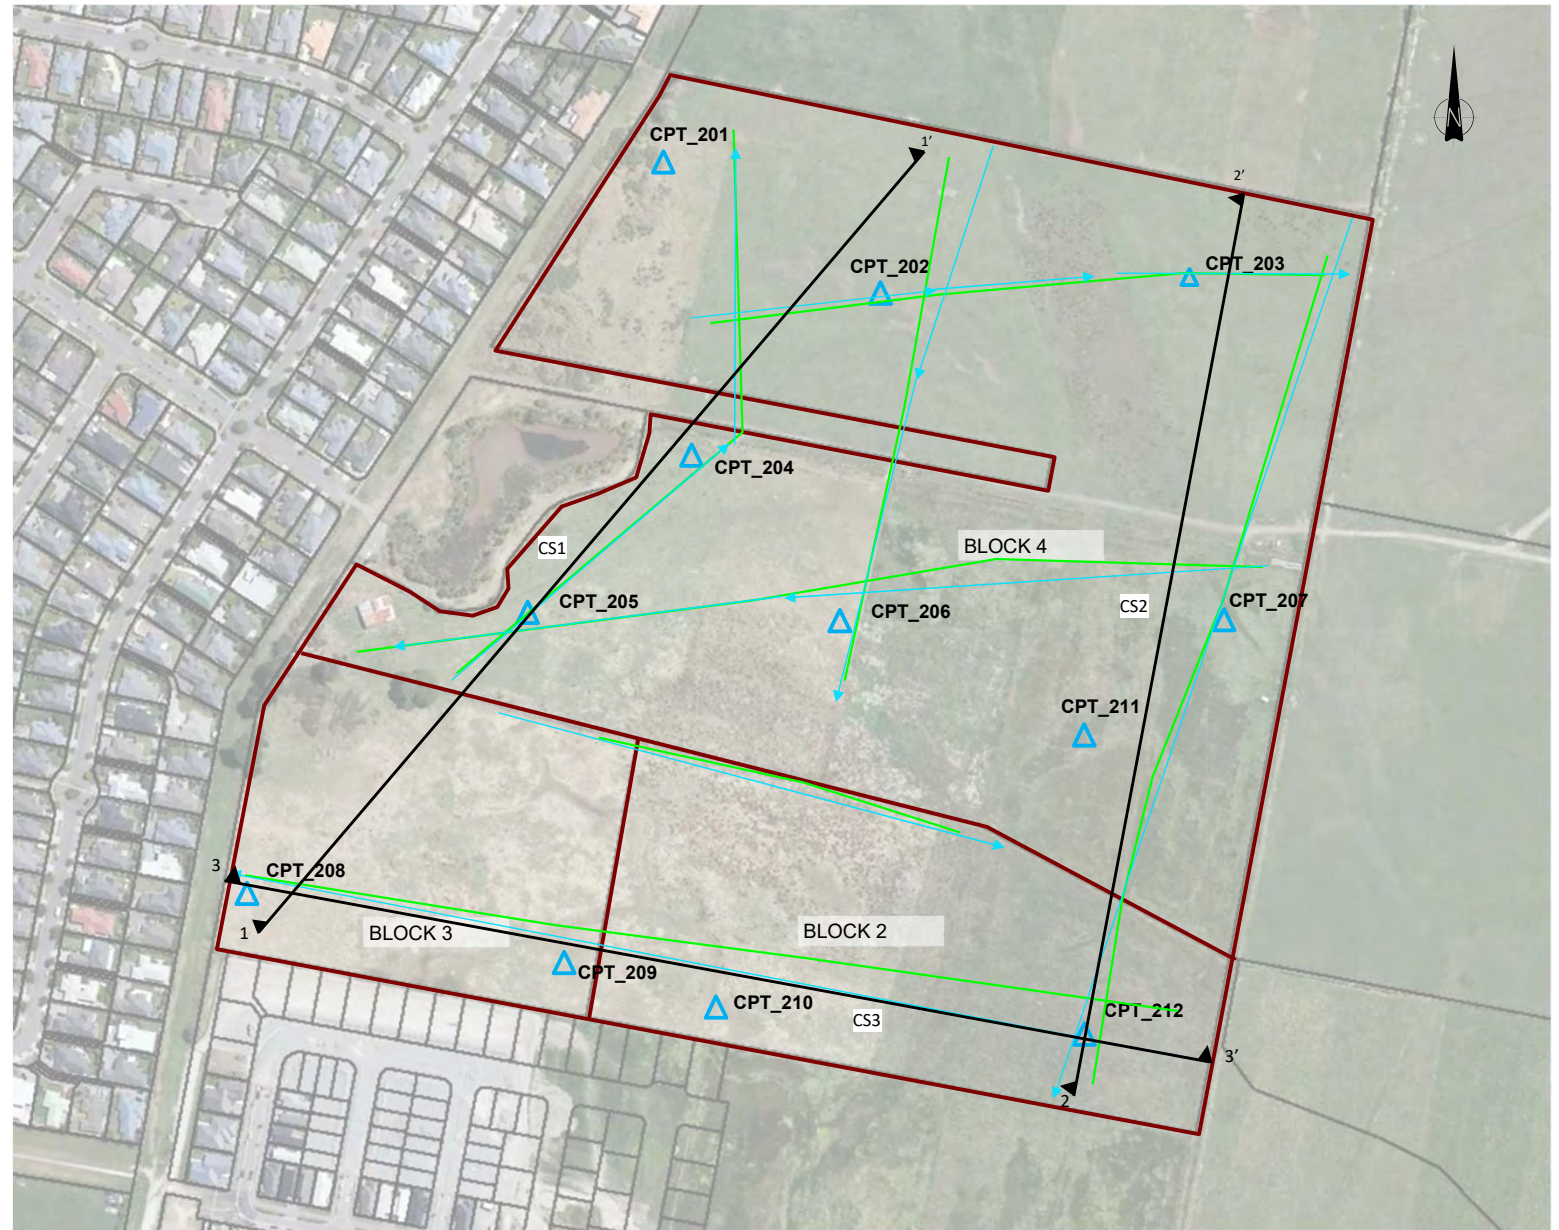 N
CPT_201
1'
2'
CPT_202
CPT_203
CPT_204
CS1
BLOCK 4
CPT_205
CPT_206
CS2
CPT_207
CPT_211
3
CPT_208
1
BLOCK 3
BLOCK 2
CPT_209
CPT_210
CS3
CPT_212
3'
2